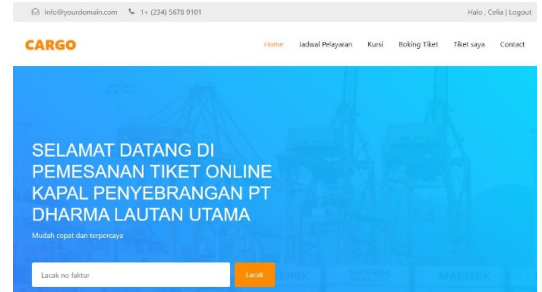 info@yourdomain.com 1+ (234) 5678 9101 Halo , Celia | Logout
CARGO Home Jadwal Pelayaran Kursi Boking Tiket Tiket saya Contact
SELAMAT DATANG DI
PEMESANAN TIKET ONLINE
KAPAL PENYEBRANGAN PT
DHARMA LAUTAN UTAMA
Mudah cepat dan terpercaya
Lacak no faktur Lacak
MAERSK